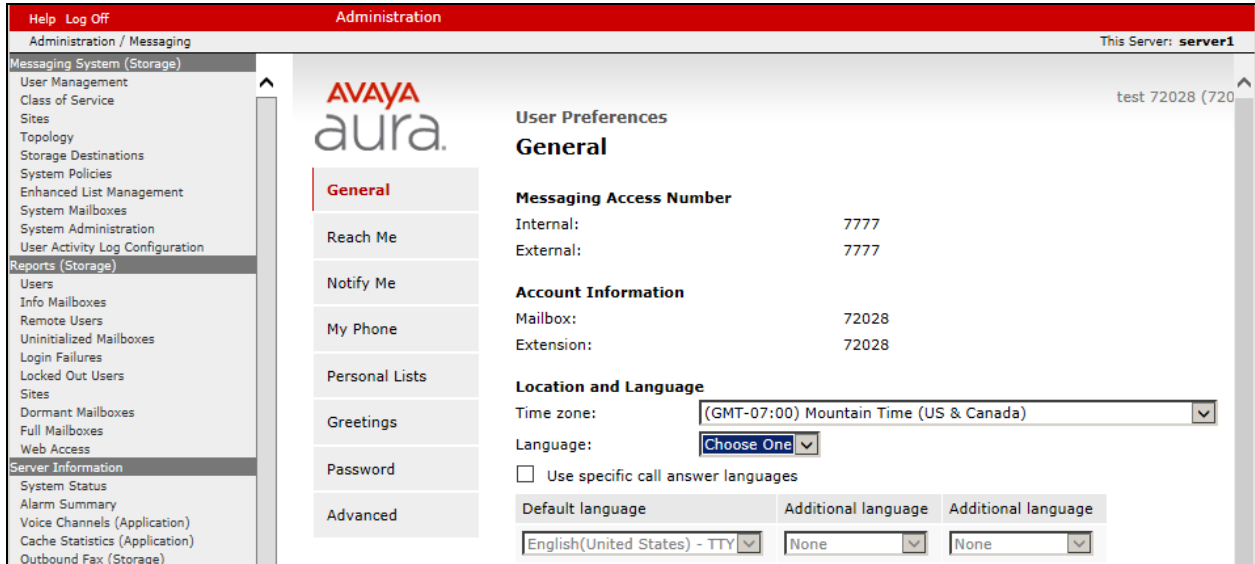 Help Log Off Administration
Administration / Messaging This Server: server1
Messaging System (Storage)
User Management
Class of Service
Sites
Topology
Storage Destinations
System Policies
Enhanced List Management
System Mailboxes
System Administration
User Activity Log Configuration
Reports (Storage)
Users
Info Mailboxes
Remote Users
Uninitialized Mailboxes
Login Failures
Locked Out Users
Sites
Dormant Mailboxes
Full Mailboxes
Web Access
Server Information
System Status
Alarm Summary
Voice Channels (Application)
Cache Statistics (Application)
Outbound Fax (Storage)
AVAYA
aura.
General
Reach Me
Notify Me
My Phone
Personal Lists
Greetings
Password
Advanced
test 72028 (720
User Preferences
General
Messaging Access Number
Internal: 7777
External: 7777
Account Information
Mailbox: 72028
Extension: 72028
Location and Language
Time zone: (GMT-07:00) Mountain Time (US & Canada)
Language: Choose One
Use specific call answer languages
Default language Additional language Additional language
English(United States) - TTY None None